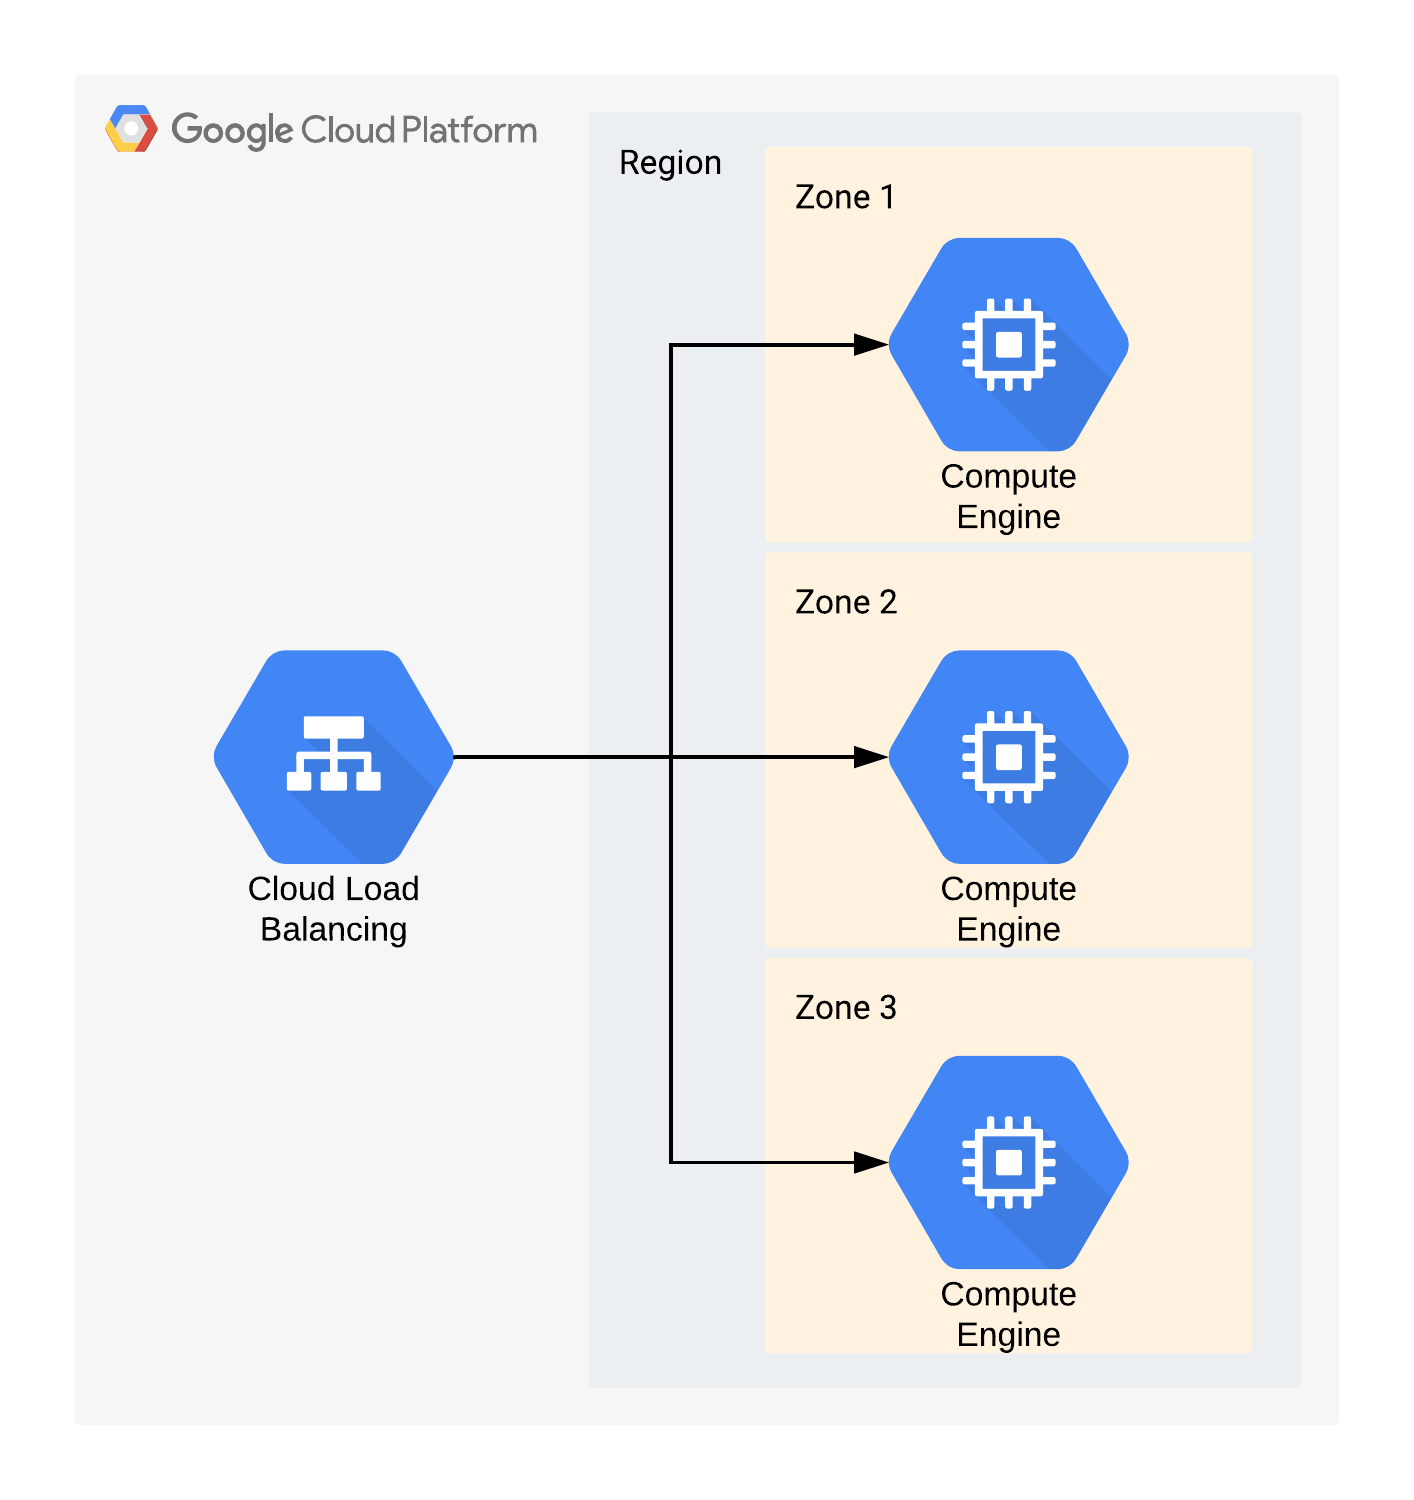 Google Cloud Platform
Region
Zone 1
Compute
Engine
Zone 2
Cloud Load
Balancing
Compute
Engine
Zone 3
Compute
Engine